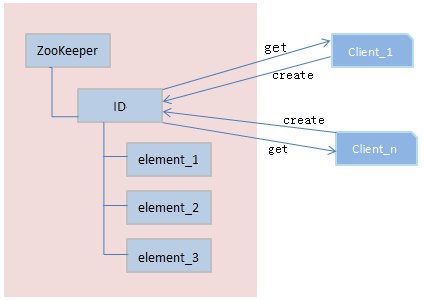 ZooKeeper
get
Client_1
create
ID
create
get
Client_n
element_1
element_2
element_3